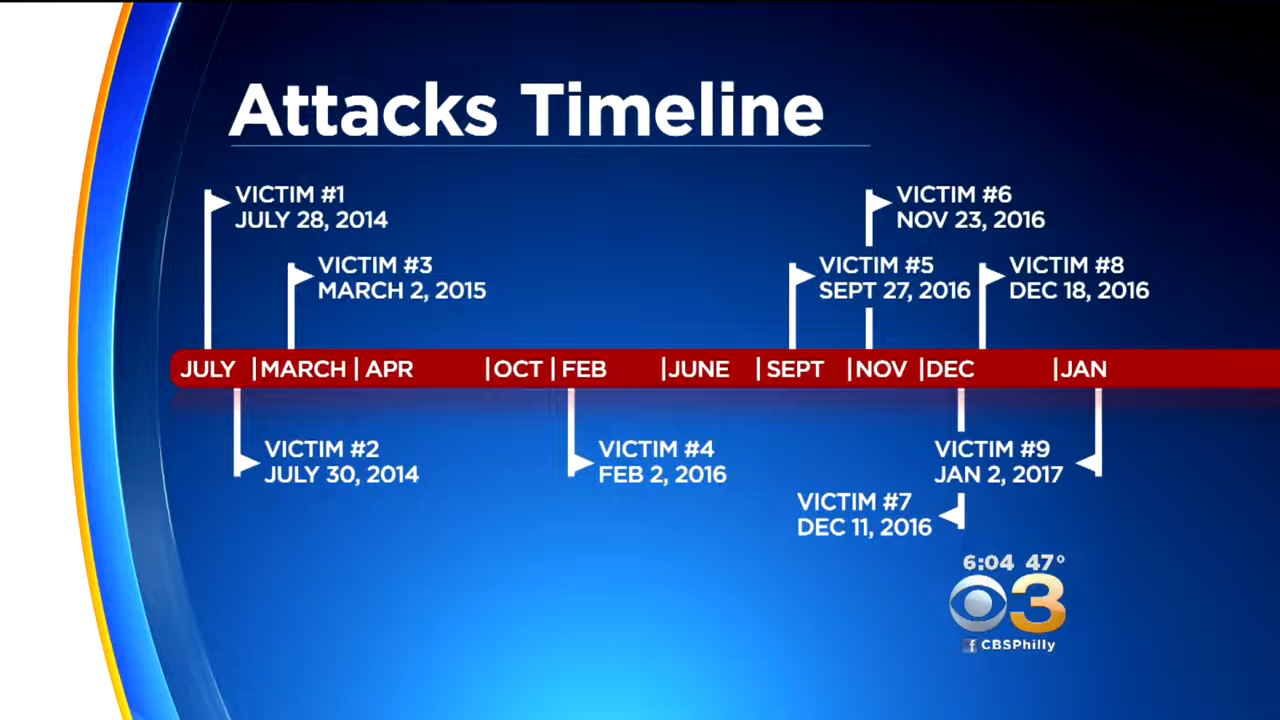 Attacks Timeline
VICTIM #1
JULY 28, 2014
VICTIM #6
NOV 23, 2016
VICTIM #3
MARCH 2, 2015
VICTIM #5
SEPT 27, 2016
VICTIM #8
DEC 18, 2016
JULY |MARCH |APR |OCT |FEB |JUNE |SEPT |NOV |DEC |JAN
VICTIM #2
JULY 30, 2014
VICTIM #4
FEB 2, 2016
VICTIM #9
JAN 2, 2017
VICTIM #7
DEC 11, 2016
6:04 47°
3
f CBSPhilly